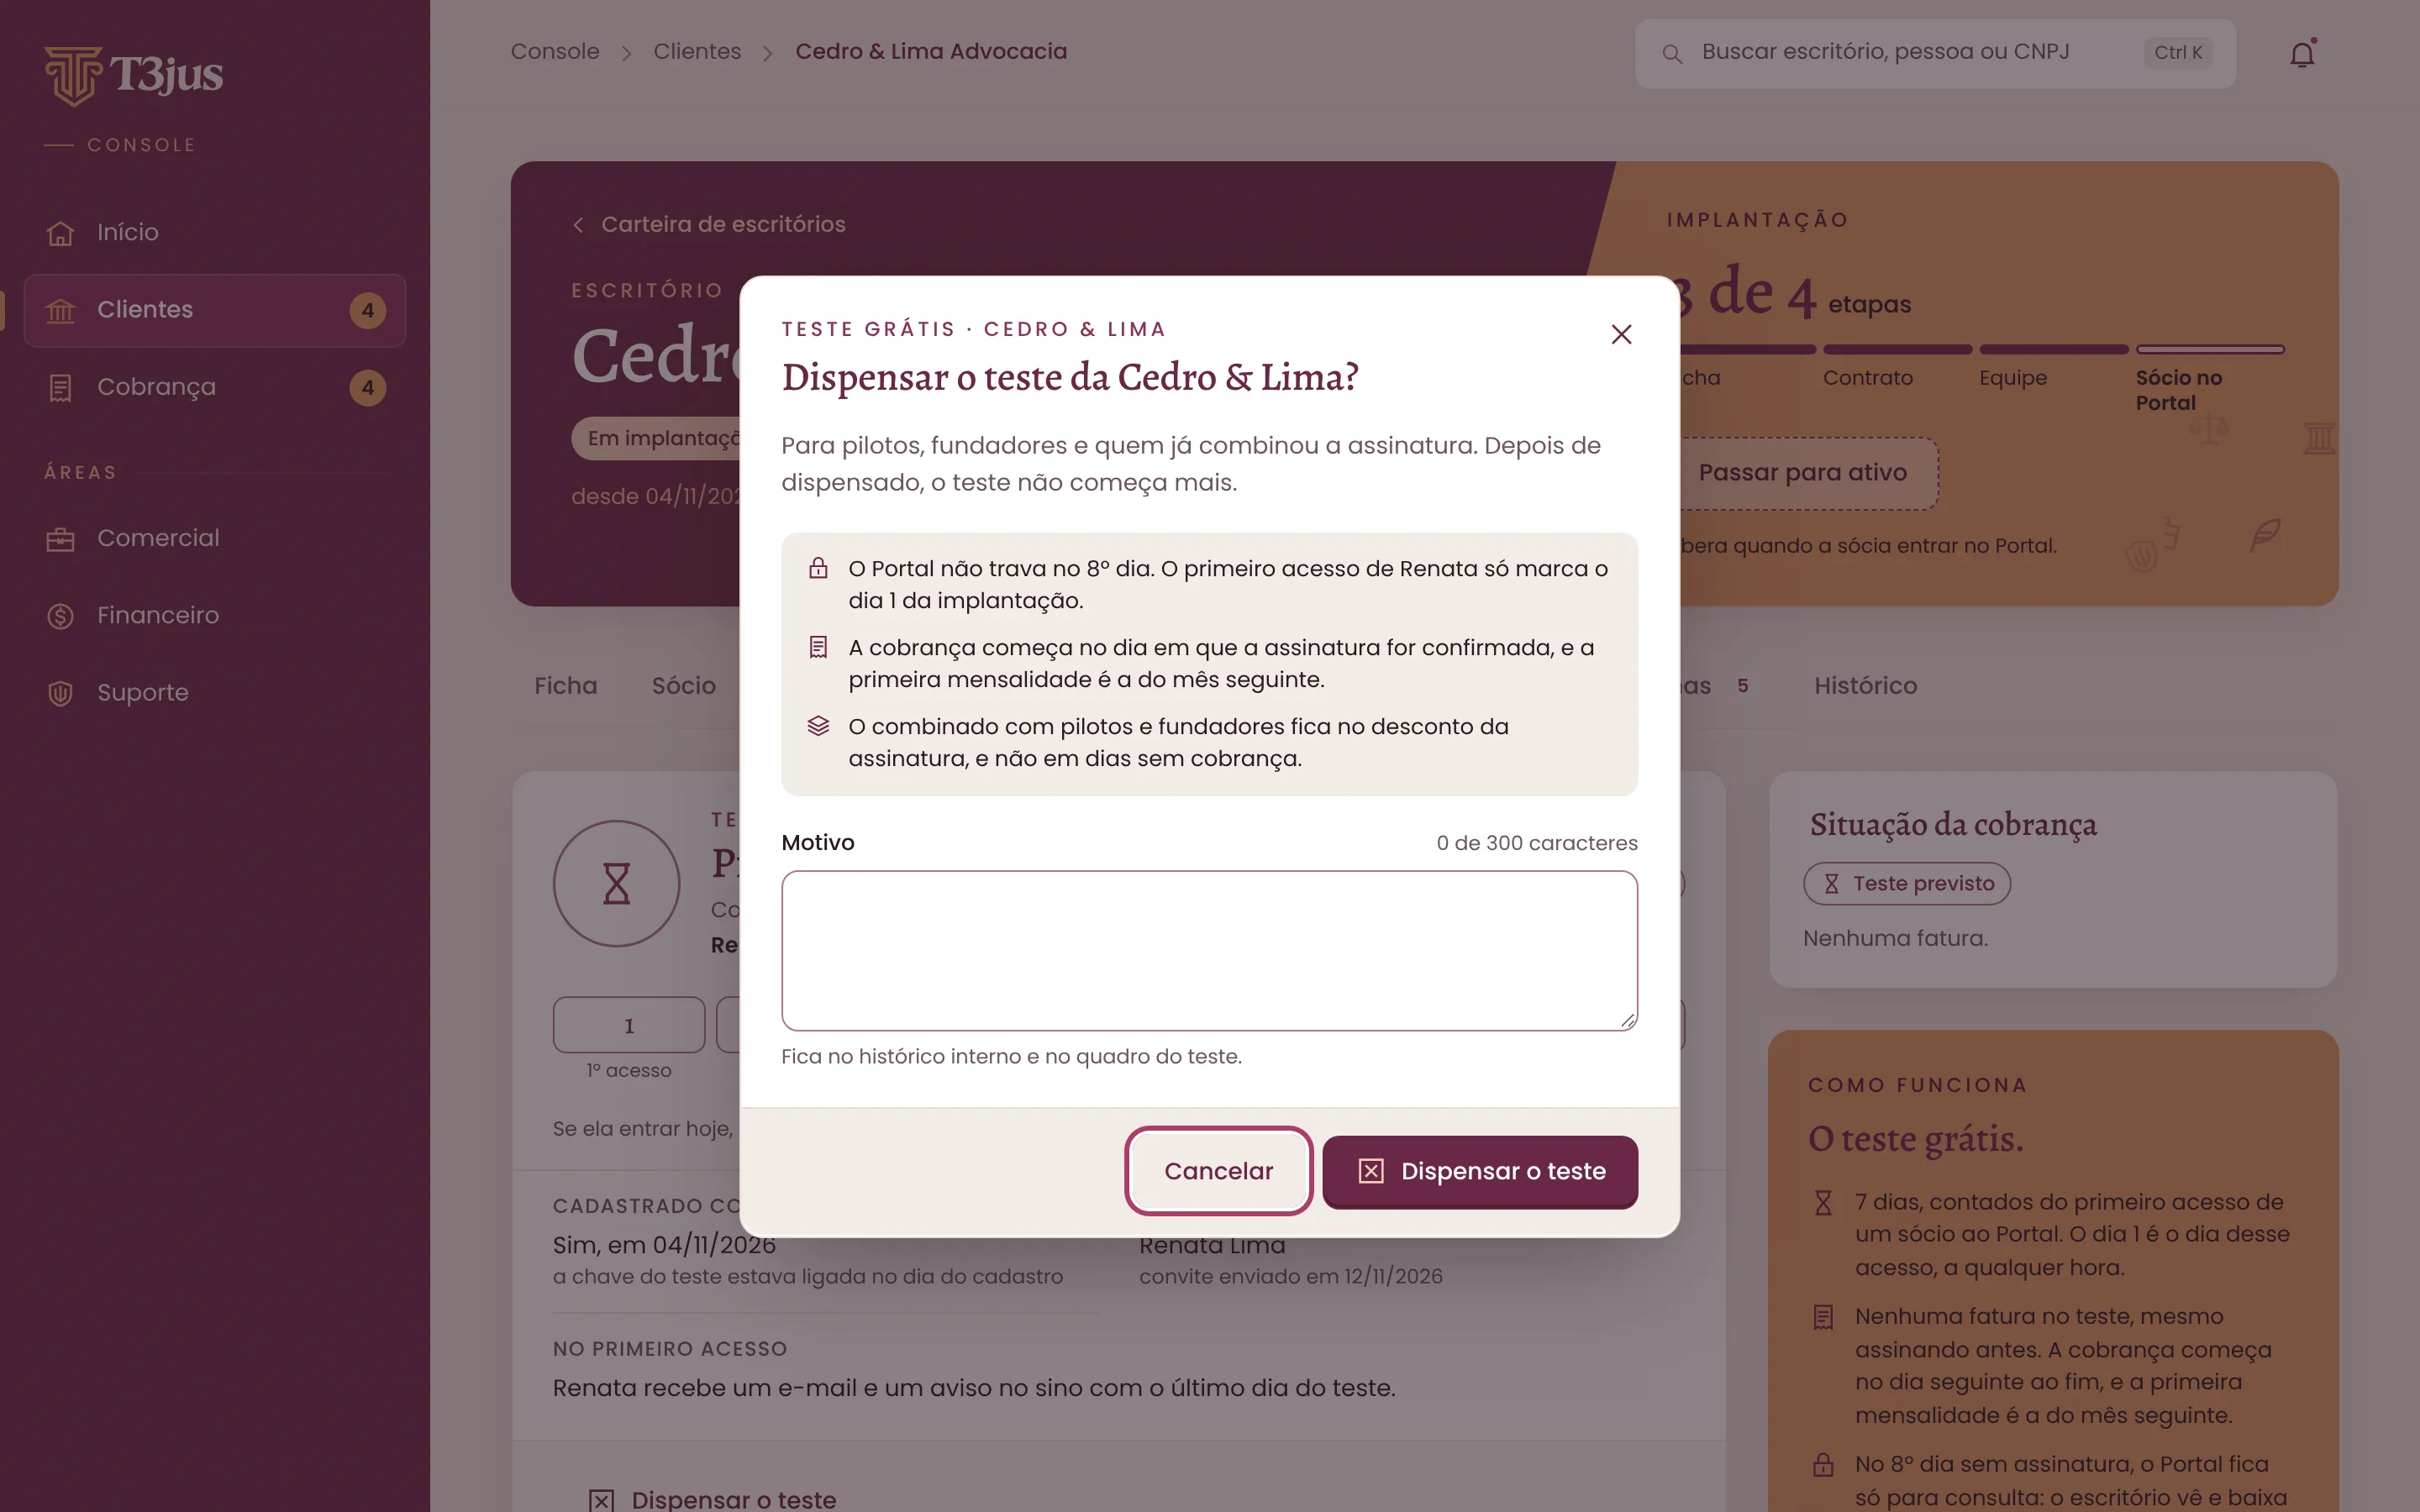 T3jus
CONSOLE
Início
Clientes 4
Cobrança 4
ÁREAS
Comercial
Financeiro
Suporte
Console > Clientes > Cedro & Lima Advocacia
Buscar escritório, pessoa ou CNPJ Ctrl K
Carteira de escritórios
ESCRITÓRIO
Em
desde
IMPLANTAÇÃO
3 de 4 etapas
Contrato
Equipe
Sócio no
Portal
Passar para ativo
quando a sócia entrar no Portal.
Ficha
Sócio
5
Histórico
TESTE GRÁTIS · CEDRO & LIMA
Dispensar o teste da Cedro & Lima?
Para pilotos, fundadores e quem já combinou a assinatura. Depois de
dispensado, o teste não começa mais.
O Portal não trava no 8º dia. O primeiro acesso de Renata só marca o
dia 1 da implantação.
A cobrança começa no dia em que a assinatura for confirmada, e a
primeira mensalidade é a do mês seguinte.
O combinado com pilotos e fundadores fica no desconto da
assinatura, e não em dias sem cobrança.
Motivo
0 de 300 caracteres
Fica no histórico interno e no quadro do teste.
Cancelar
Dispensar o teste
1
1º acesso
Se ela entrar hoje,
CADASTRADO
Sim, em 04/11/2026
a chave do teste estava ligada no dia do cadastro
Renata Lima
convite enviado em 12/11/2026
NO PRIMEIRO ACESSO
Renata recebe um e-mail e um aviso no sino com o último dia do teste.
Dispensar o teste
Situação da cobrança
Teste previsto
Nenhuma fatura.
COMO FUNCIONA
O teste grátis.
7 dias, contados do primeiro acesso de
um sócio ao Portal. O dia 1 é o dia desse
acesso, a qualquer hora.
Nenhuma fatura no teste, mesmo
assinando antes. A cobrança começa
no dia seguinte ao fim, e a primeira
mensalidade é a do mês seguinte.
No 8º dia sem assinatura, o Portal fica
só para consulta: o escritório vê e baixa